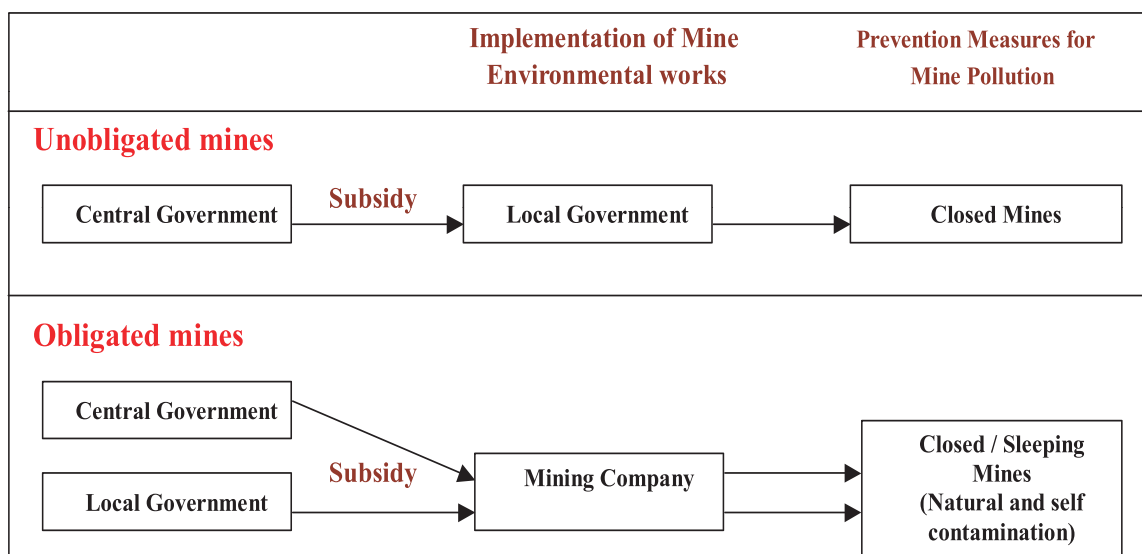 Implementation of Mine
Environmental works
Prevention Measures for
Mine Pollution
Unobligated mines
Central Government
Subsidy
Local Government
Closed Mines
Obligated mines
Central Government
Local Government
Subsidy
Mining Company
Closed / Sleeping
Mines
(Natural and self
contamination)